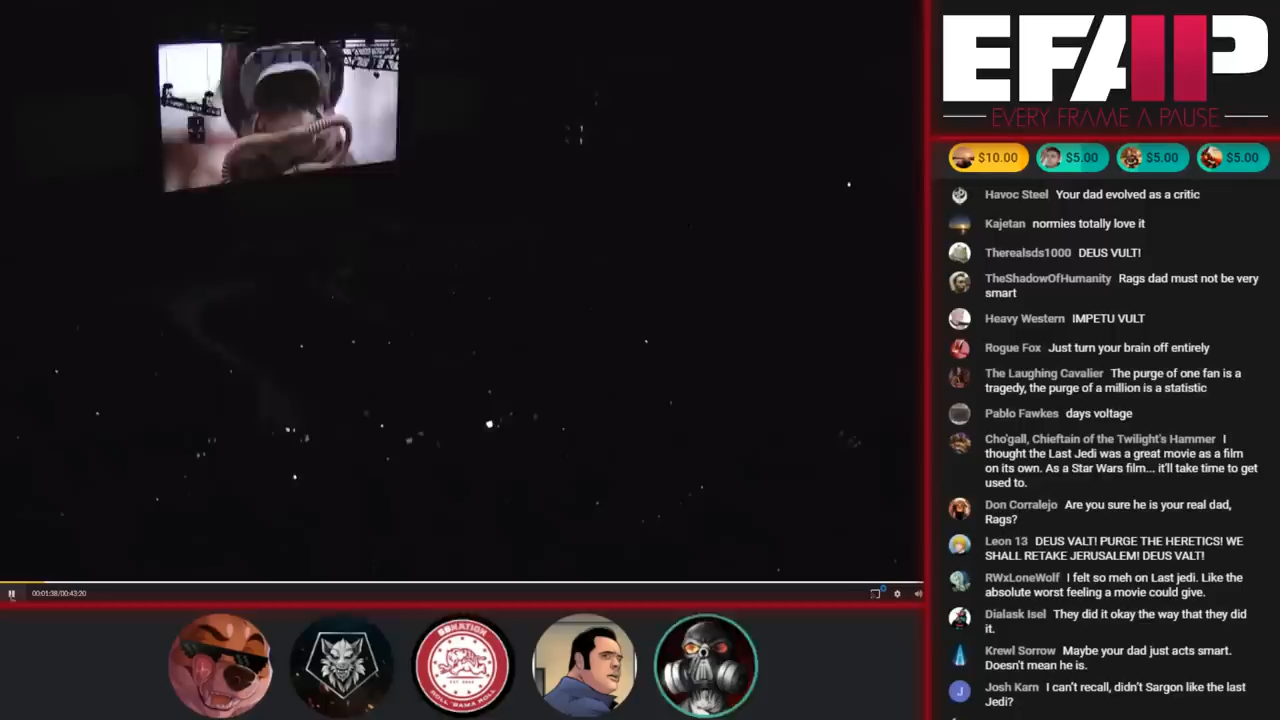 EFAP
EVERY FRAME A PAUSE
$10.00 $5.00 $5.00 $5.00
Havoc Steel Your dad evolved as a critic
Kajetan normies totally love it
Therealsds1000 DEUS VULT!
TheShadowOfHumanity Rags dad must not be very
smart
Heavy Western IMPETU VULT
Rogue Fox Just turn your brain off entirely
The Laughing Cavalier The purge of one fan is a
tragedy, the purge of a million is a statistic
Pablo Fawkes days voltage
Cho'gall, Chieftain of the Twilight's Hammer I
thought the Last Jedi was a great movie as a film
on its own. As a Star Wars film... it'll take time to get
used to.
Don Corralejo Are you sure he is your real dad,
Rags?
Leon 13 DEUS VALT! PURGE THE HERETICS! WE
SHALL RETAKE JERUSALEM! DEUS VALT!
RWxLoneWolf I felt so meh on Last jedi. Like the
absolute worst feeling a movie could give.
Dialask Isel They did it okay the way that they did
it.
Krewl Sorrow Maybe your dad just acts smart.
Doesn't mean he is.
J Josh Karn I can't recall, didn't Sargon like the last
Jedi?
00:01:38/00:43:20
BBNATION
ROLL 'BAMA ROLL